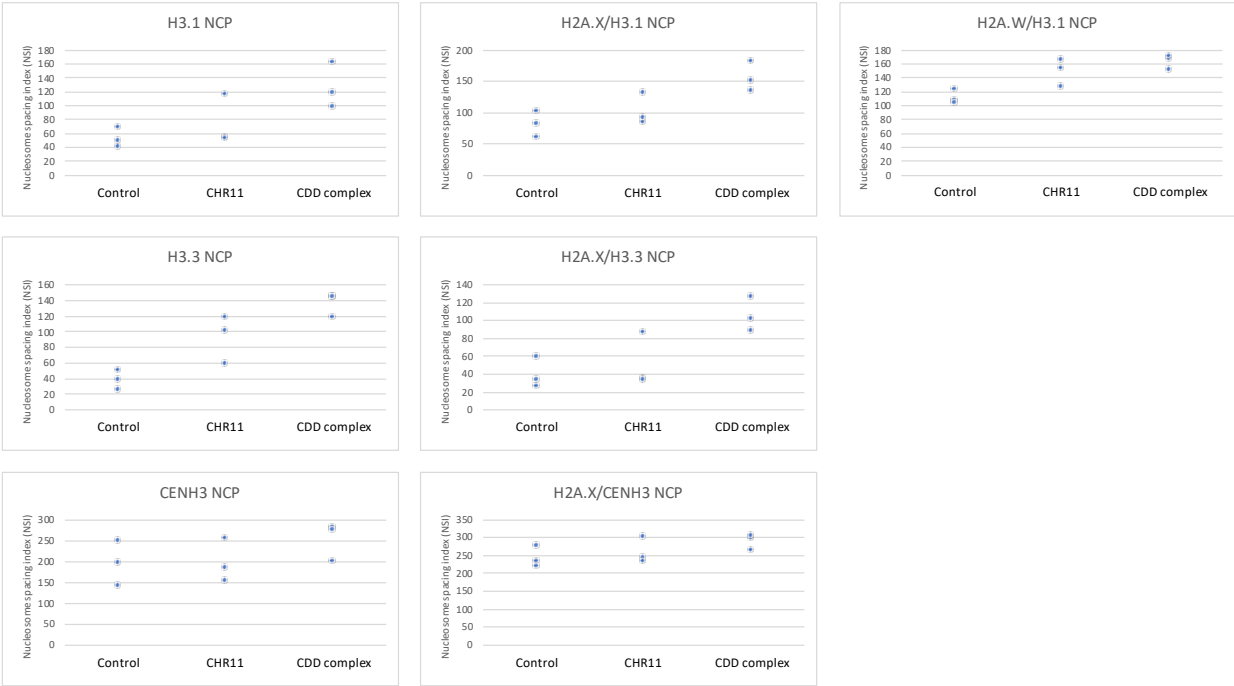 H3.1 NCP
Nucleosome spacing index (NSI)
180
160
140
120
100
80
60
40
20
0
Control CHR11 CDD complex
H2A.X/H3.1 NCP
Nucleosome spacing index (NSI)
200
150
100
50
0
Control CHR11 CDD complex
H2A.W/H3.1 NCP
Nucleosome spacing index (NSI)
180
160
140
120
100
80
60
40
20
0
Control CHR11 CDD complex
H3.3 NCP
Nucleosome spacing index (NSI)
160
140
120
100
80
60
40
20
0
Control CHR11 CDD complex
H2A.X/H3.3 NCP
Nucleosome spacing index (NSI)
140
120
100
80
60
40
20
0
Control CHR11 CDD complex
CENH3 NCP
Nucleosome spacing index (NSI)
300
250
200
150
100
50
0
Control CHR11 CDD complex
H2A.X/CENH3 NCP
Nucleosome spacing index (NSI)
350
300
250
200
150
100
50
0
Control CHR11 CDD complex